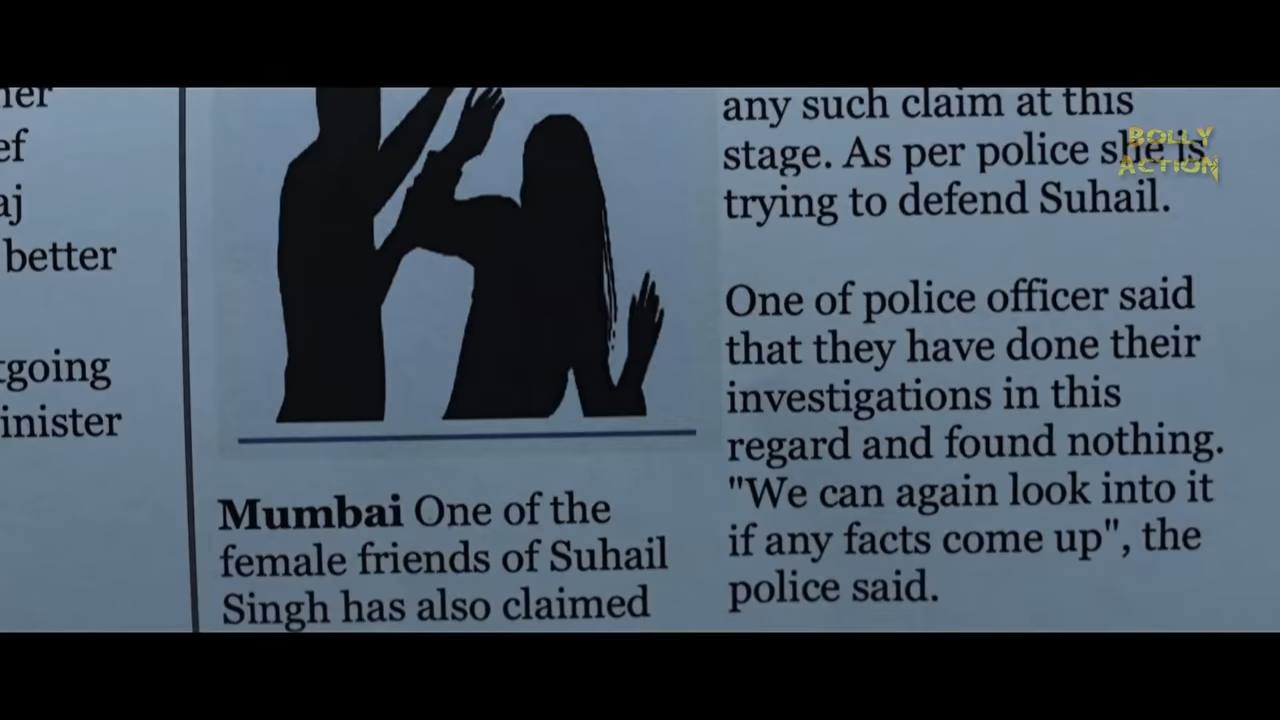 ner
ef
aj
better
tgoing
inister
Mumbai One of the
female friends of Suhail
Singh has also claimed
any such claim at this
stage. As per police she is
trying to defend Suhail.
One of police officer said
that they have done their
investigations in this
regard and found nothing.
"We can again look into it
if any facts come up", the
police said.
BOLLY
ACTION